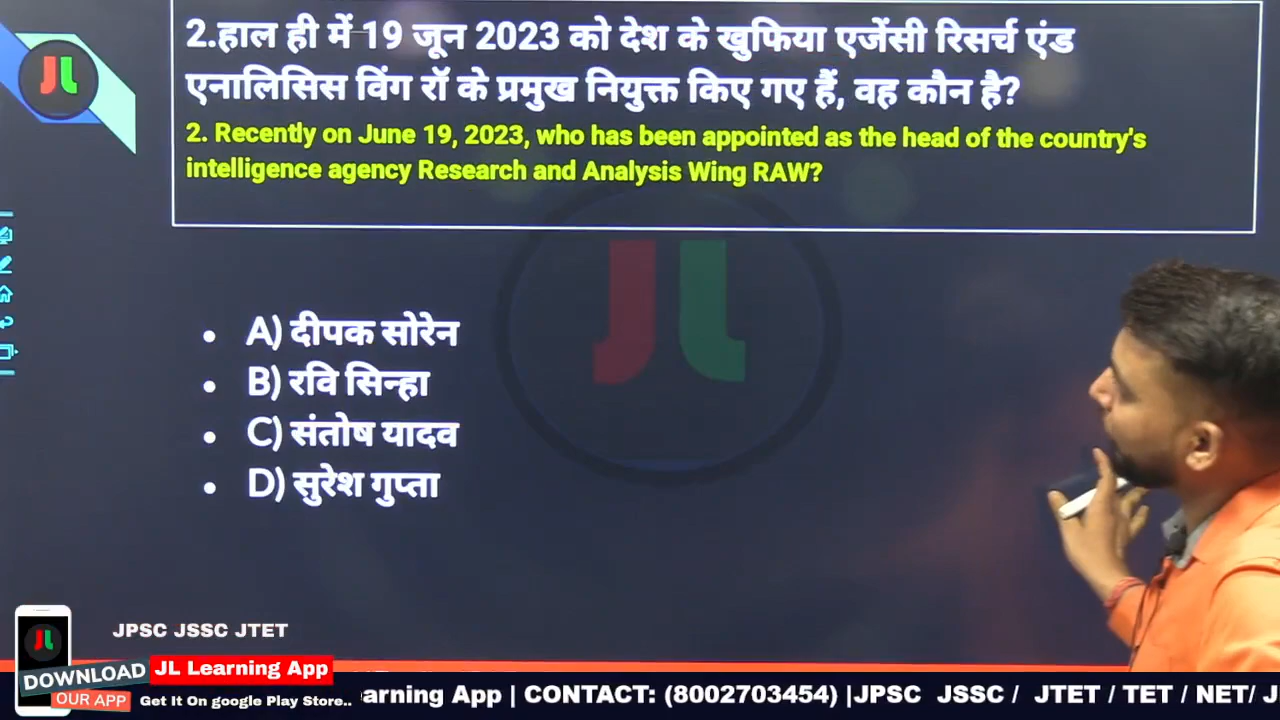 2.हाल ही में 19 जून 2023 को देश के खुफिया एजेंसी रिसर्च एंड
एनालिसिस विंग रॉ के प्रमुख नियुक्त किए गए हैं, वह कौन है?
2. Recently on June 19, 2023, who has been appointed as the head of the country's
intelligence agency Research and Analysis Wing RAW?
JL
JL
• A) दीपक सोरेन
• B) रवि सिन्हा
• C) संतोष यादव
• D) सुरेश गुप्ता
JPSC JSSC JTET
JL
DOWNLOAD JL Learning App
OUR APP Get It On google Play Store..
arning App | CONTACT: (8002703454) |JPSC JSSC / JTET / TET / NET/ J